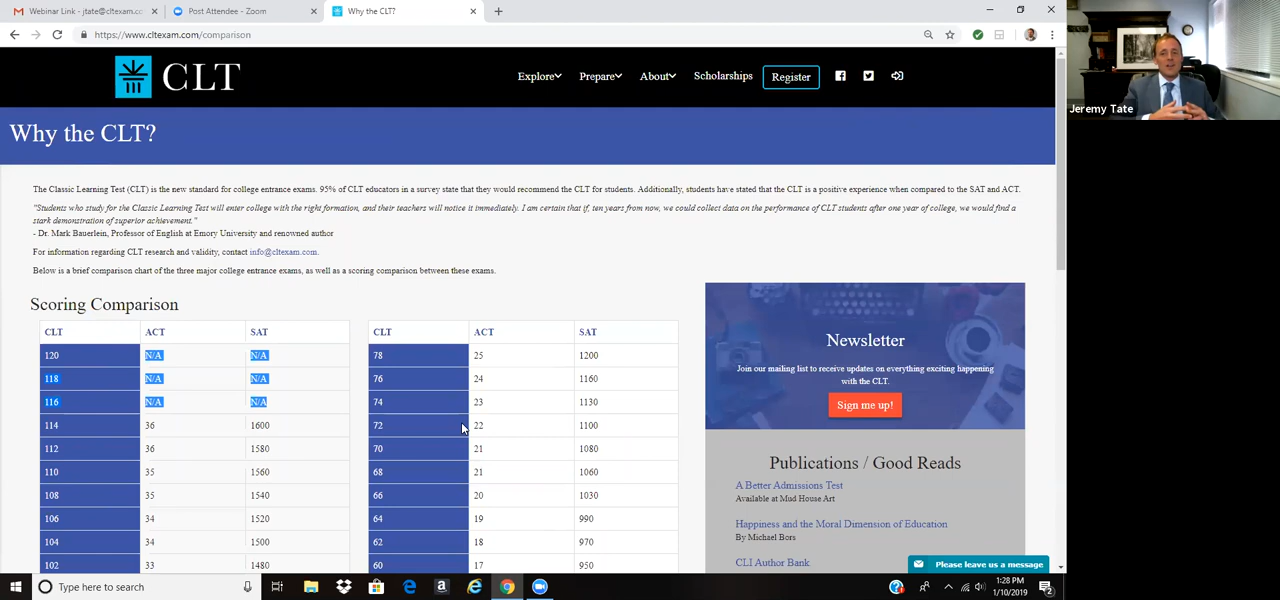 Webinar Link - jtate@cltexam.co
Post Attendee - Zoom
Why the CLT?
https://www.cltexam.com/comparison
CLT
Explore
Prepare
About
Scholarships
Register
Jeremy Tate
Why the CLT?
The Classic Learning Test (CLT) is the new standard for college entrance exams. 95% of CLT educators in a survey state that they would recommend the CLT for students. Additionally, students have stated that the CLT is a positive experience when compared to the SAT and ACT.
"Students who study for the Classic Learning Test will enter college with the right formation, and their teachers will notice it immediately. I am certain that if, ten years from now, we could collect data on the performance of CLT students after one year of college, we would find a
stark demonstration of superior achievement."
- Dr. Mark Bauerlein, Professor of English at Emory University and renowned author
For information regarding CLT research and validity, contact info@cltexam.com.
Below is a brief comparison chart of the three major college entrance exams, as well as a scoring comparison between these exams.
Scoring Comparison
CLT ACT SAT
120 N/A N/A
118 N/A N/A
116 N/A N/A
114 36 1600
112 36 1580
110 35 1560
108 35 1540
106 34 1520
104 34 1500
102 33 1480
CLT ACT SAT
78 25 1200
76 24 1160
74 23 1130
72 22 1100
70 21 1080
68 21 1060
66 20 1030
64 19 990
62 18 970
60 17 950
Newsletter
Join our mailing list to receive updates on everything exciting happening
with the CLT.
Sign me up!
Publications / Good Reads
A Better Admissions Test
Available at Mud House Art
Happiness and the Moral Dimension of Education
By Michael Bors
CLI Author Bank
Please leave us a message
Type here to search
1:28 PM
1/10/2019
2